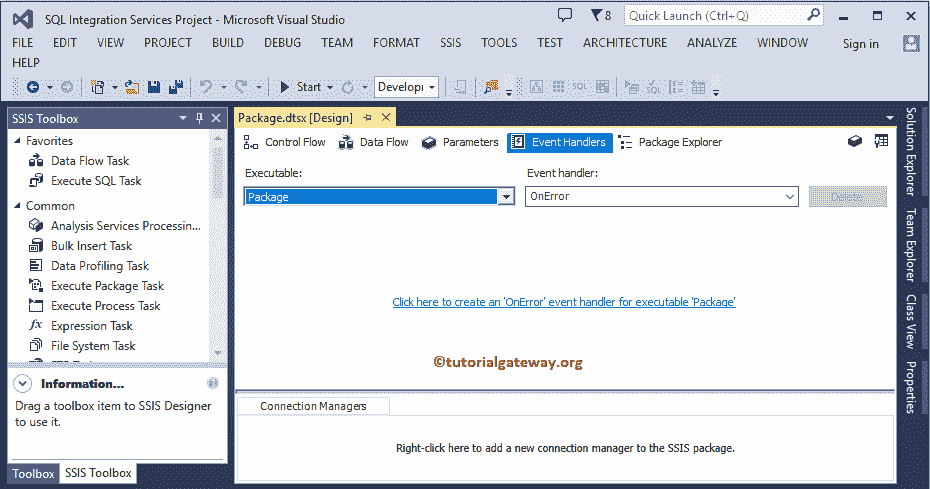 SQL Integration Services Project - Microsoft Visual Studio
8
Quick Launch (Ctrl+Q)
FILE EDIT VIEW PROJECT BUILD DEBUG TEAM FORMAT SSIS TOOLS TEST ARCHITECTURE ANALYZE WINDOW Sign in
HELP
Start Develop SQL SQL
SSIS Toolbox
Favorites
Data Flow Task
Execute SQL Task
Common
Analysis Services Processin...
Bulk Insert Task
Data Profiling Task
Execute Package Task
Execute Process Task
fx Expression Task
File System Task
Information...
Drag a toolbox item to SSIS Designer
to use it.
Toolbox SSIS Toolbox
Package.dtsx [Design]
Control Flow Data Flow Parameters Event Handlers Package Explorer
Executable: Event handler:
Package OnError Delete
Click here to create an 'OnError' event handler for executable 'Package'
©tutorialgateway.org
Connection Managers
Right-click here to add a new connection manager to the SSIS package.
Solution Explorer
Team Explorer
Class View
Properties